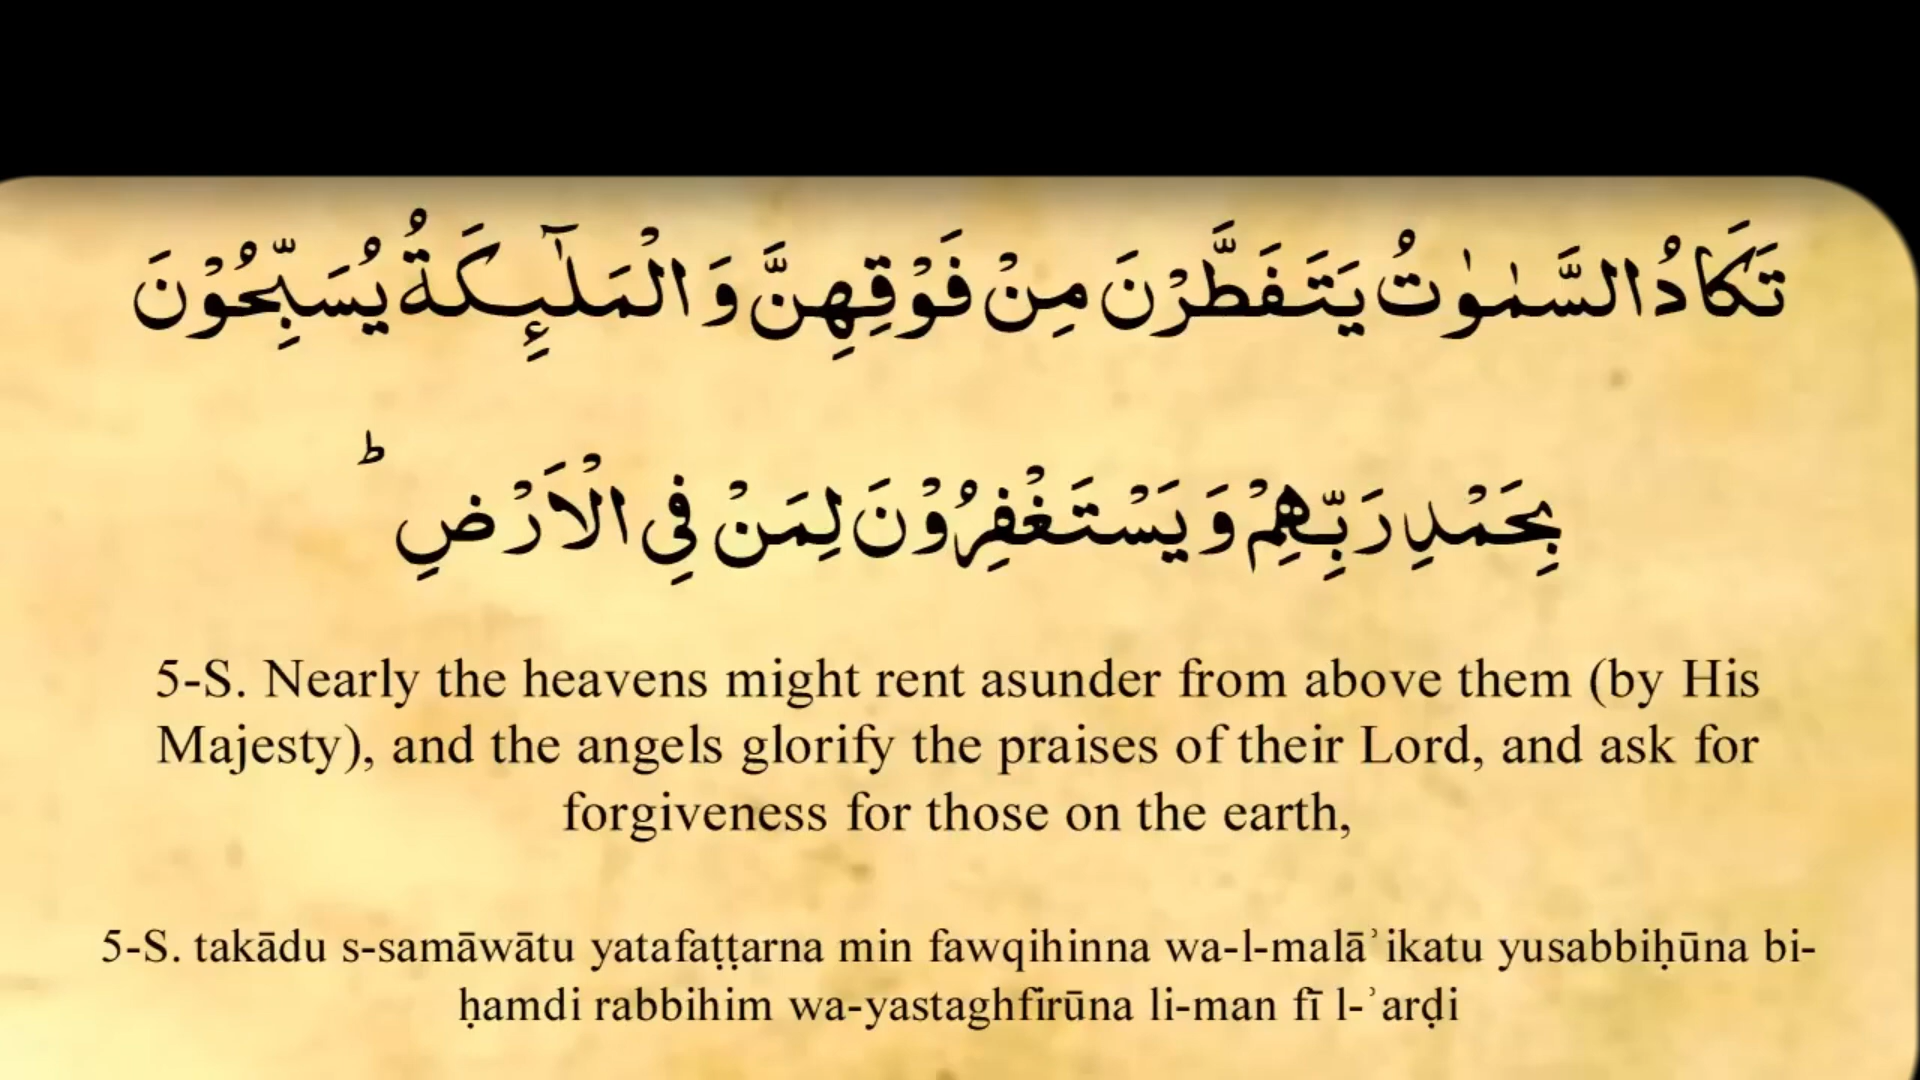 تَكَادُ السَّمٰوٰتُ يَتَفَطَّرْنَ مِنْ فَوْقِهِنَّ وَ الْمَلٰٓئِكَةُ يُسَبِّحُوْنَ
بِحَمْدِ رَبِّهِمْ وَ يَسْتَغْفِرُوْنَ لِمَنْ فِي الْاَرْضِ ؕ
5-S. Nearly the heavens might rent asunder from above them (by His
Majesty), and the angels glorify the praises of their Lord, and ask for
forgiveness for those on the earth,
5-S. takādu s-samāwātu yatafaṭṭarna min fawqihinna wa-l-malāʾikatu yusabbiḥūna bi-
ḥamdi rabbihim wa-yastaghfirūna li-man fī l-ʾarḍi